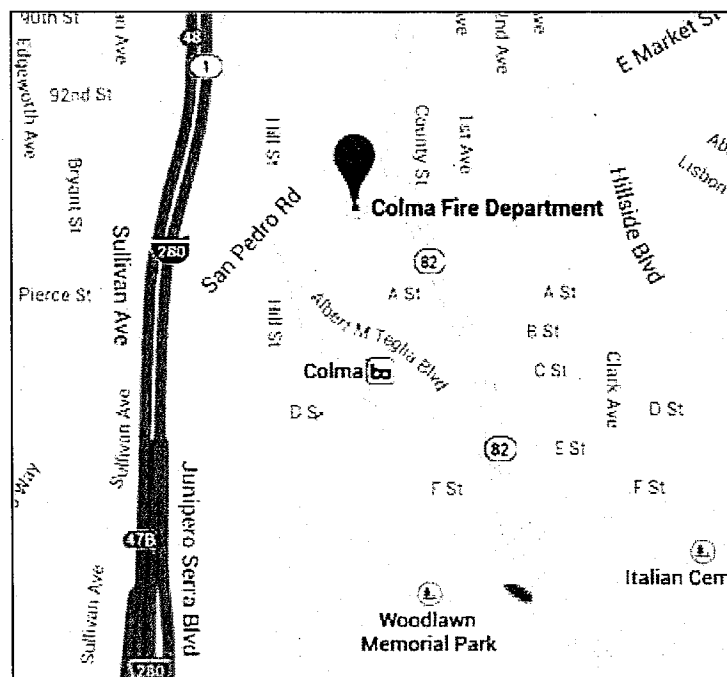 90th St
48
1
92nd St
Edgeworth Ave
Bryant St
Sullivan Ave
Ave
2nd Ave
Ave
E Market St
Hill St
County St
1st Ave
Lisbon
Colma Fire Department
Hillside Blvd
San Pedro Rd
280
82
Pierce St
A St
A St
Hill St
B St
Colma
C St
Clark Ave
D St
D St
Sullivan Ave
82
E St
F St
F St
Way
47B
Junipero Serra Blvd
Sullivan Ave
Italian Cem
Woodlawn
Memorial Park
280